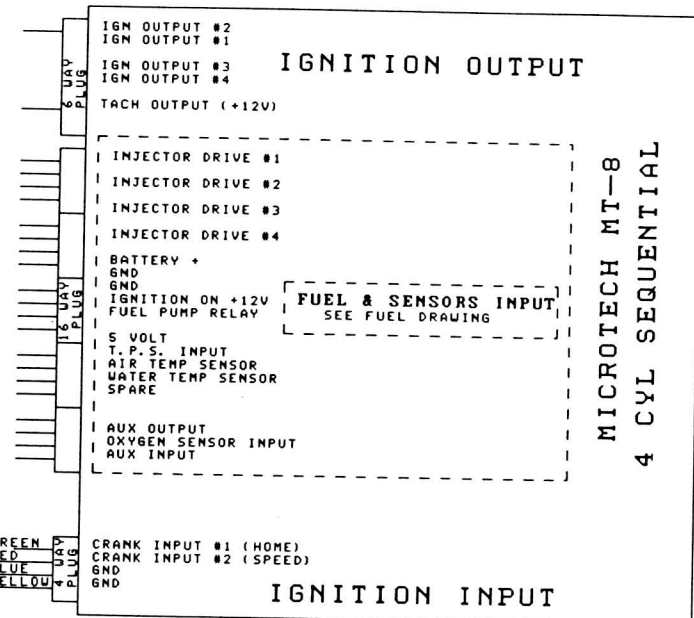 IGN OUTPUT #2
IGN OUTPUT #1
IGN OUTPUT #3
IGN OUTPUT #4
TACH OUTPUT (+12V)
6 WAY
PLUG
IGNITION OUTPUT
INJECTOR DRIVE #1
INJECTOR DRIVE #2
INJECTOR DRIVE #3
INJECTOR DRIVE #4
BATTERY +
GND
GND
IGNITION ON +12V
FUEL PUMP RELAY
16 WAY
PLUG
FUEL & SENSORS INPUT
SEE FUEL DRAWING
5 VOLT
T.P.S. INPUT
AIR TEMP SENSOR
WATER TEMP SENSOR
SPARE
AUX OUTPUT
OXYGEN SENSOR INPUT
AUX INPUT
MICROTECH MT-8
4 CYL SEQUENTIAL
REEN
ED
LUE
ELLOW
4 WAY
PLUG
CRANK INPUT #1 (HOME)
CRANK INPUT #2 (SPEED)
GND
GND
IGNITION INPUT